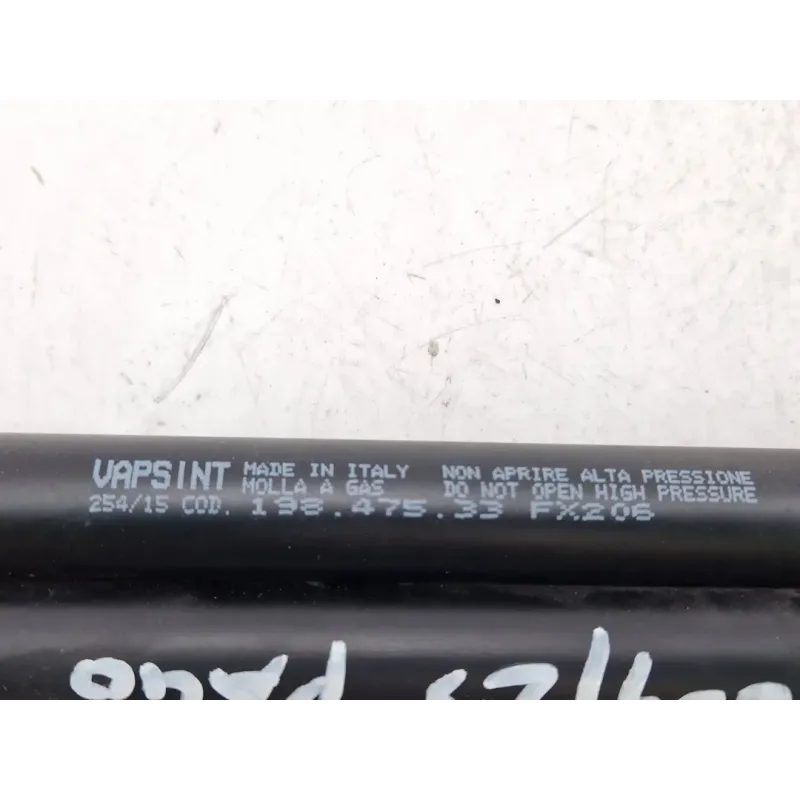 VAPSINT MADE IN ITALY NON APRIRE ALTA PRESSIONE
MOLLA A GAS DO NOT OPEN HIGH PRESSURE
254/15 COD. 198.475.33 FX206